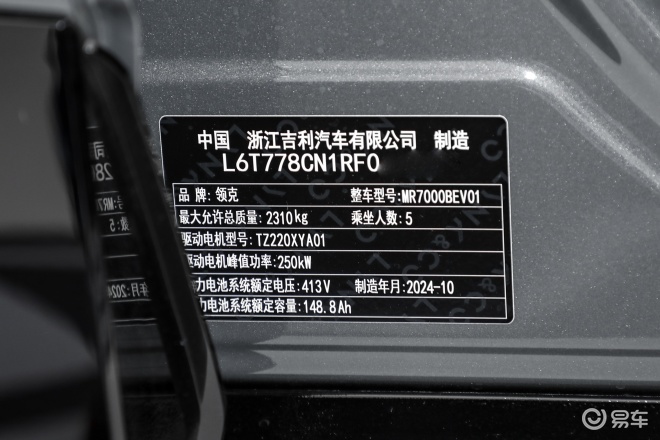 中国 浙江吉利汽车有限公司 制造
L6T778CN1RF0
品 牌:领克 整车型号:MR7000BEV01
最大允许总质量:2310kg 乘坐人数:5
驱动电机型号:TZ220XYA01
驱动电机峰值功率:250kW
力电池系统额定电压:413V 制造年月:2024-10
力电池系统额定容量:148.8Ah
易车